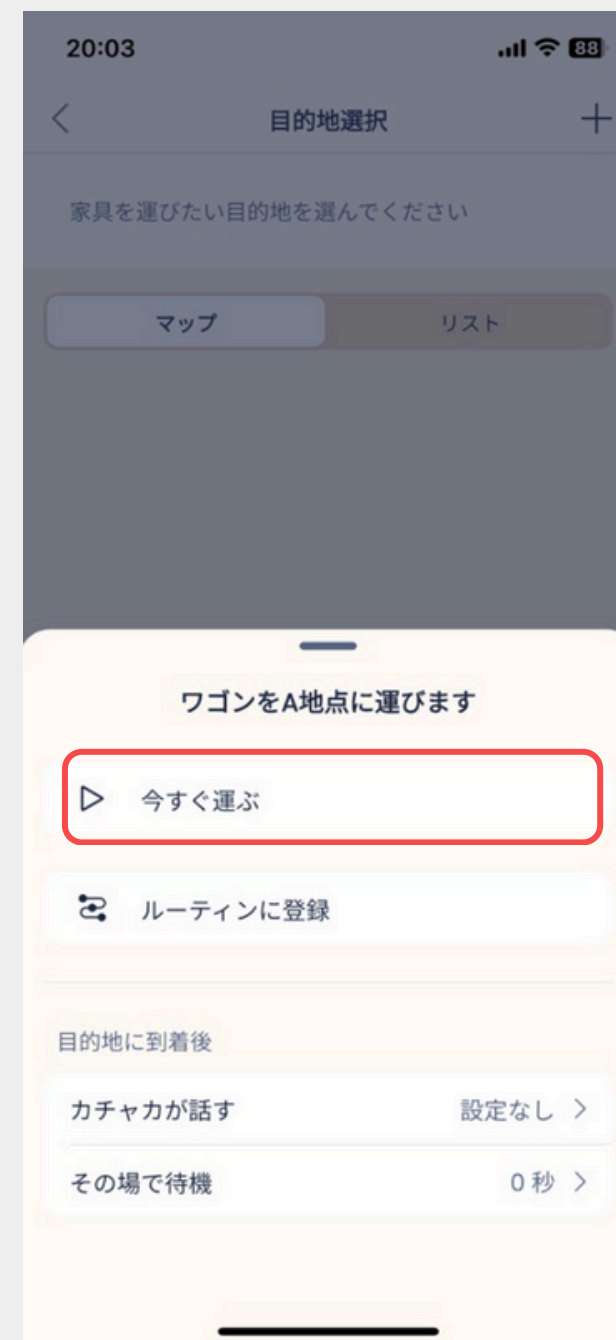 20:03
88
目的地選択
家具を運びたい目的地を選んでください
マップ
リスト
ワゴンをA地点に運びます
今すぐ運ぶ
ルーティンに登録
目的地に到着後
カチャカが話す 設定なし
その場で待機 0 秒